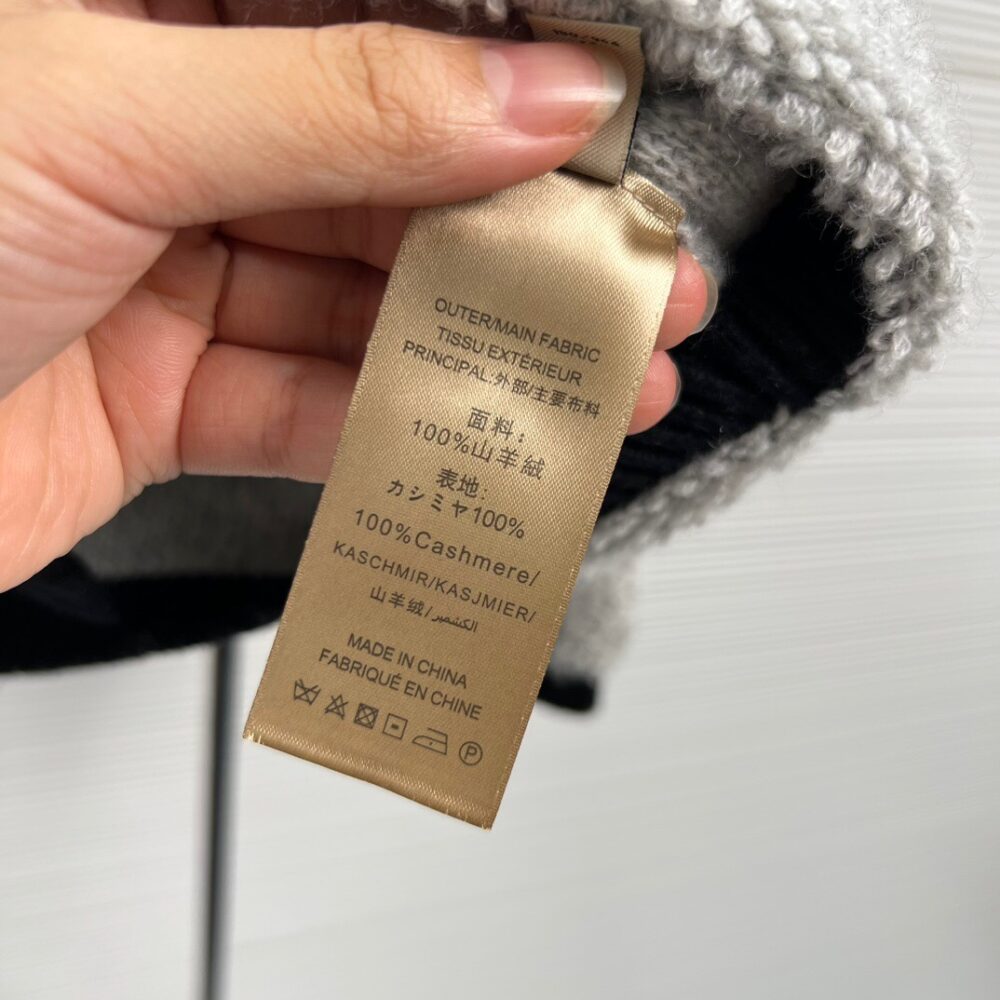 OUTER/MAIN FABRIC
TISSU EXTÉRIEUR
PRINCIPAL.外部/主要布料
面料:
100%山羊絨
表地:
カシミヤ100%
100%Cashmere/
KASCHMIR/KASJMIER/
山羊绒/الكشمير
MADE IN CHINA
FABRIQUÉ EN CHINE
P